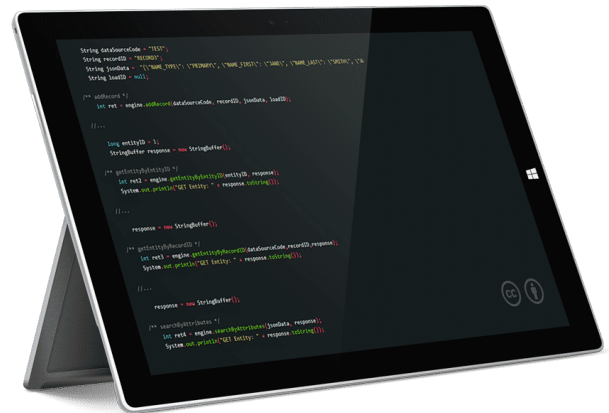 String dataSourceCode = "TEST";
String recordID = "RECORD3";
String jsonData = "{\"NAME_TYPE\": \"PRIMARY\", \"NAME_FIRST\": \"JANE\", \"NAME_LAST\": \"SMITH\", \"A
String loadID = null;
/** addRecord */
int ret = engine.addRecord(dataSourceCode, recordID, jsonData, loadID);
//...
long entityID = 1;
StringBuffer response = new StringBuffer();
/** getEntityByEntityID */
int ret2 = engine.getEntityByEntityID(entityID, response);
System.out.println("GET Entity: " + response.toString());
//...
response = new StringBuffer();
/** getEntityByRecordID */
int ret3 = engine.getEntityByRecordID(dataSourceCode,recordID,response);
System.out.println("GET Entity: " + response.toString());
//...
response = new StringBuffer();
/** searchByAttributes */
int ret4 = engine.searchByAttributes(jsonData, response);
System.out.println("GET Entity: " + response.toString());
cc